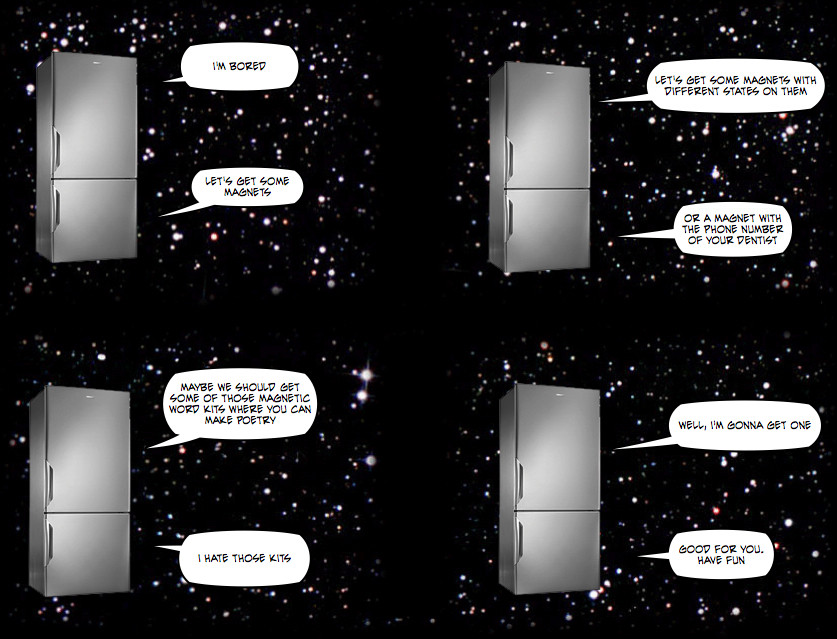 I'M BORED
LET'S GET SOME
MAGNETS
LET'S GET SOME MAGNETS WITH
DIFFERENT STATES ON THEM
OR A MAGNET WITH
THE PHONE NUMBER
OF YOUR DENTIST
MAYBE WE SHOULD GET
SOME OF THOSE MAGNETIC
WORD KITS WHERE YOU CAN
MAKE POETRY
I HATE THOSE KITS
WELL, I'M GONNA GET ONE
GOOD FOR YOU.
HAVE FUN